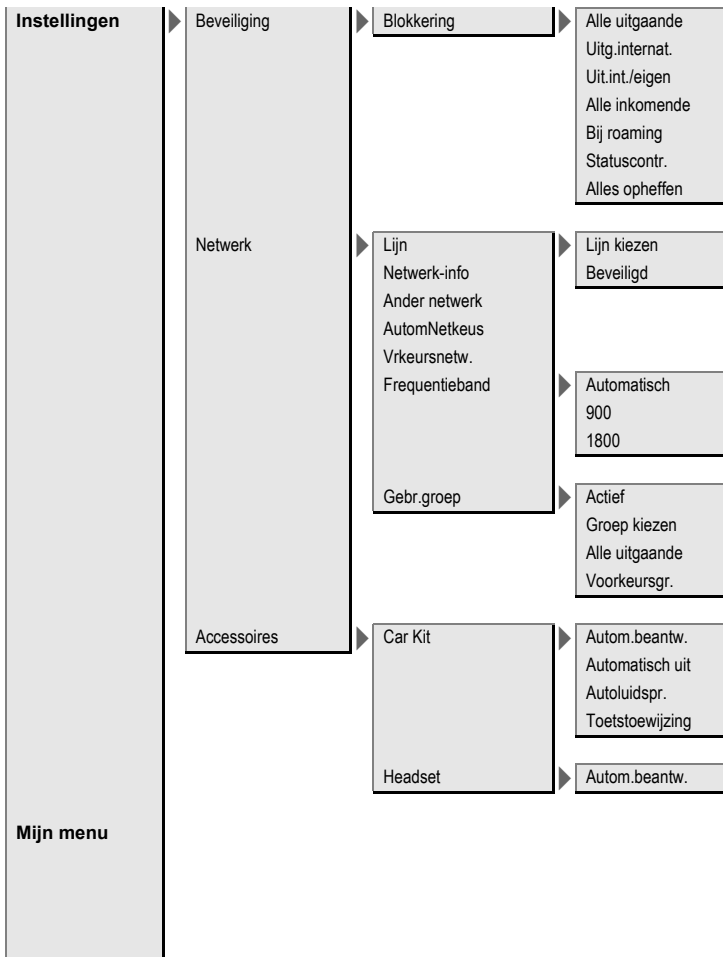 Instellingen
Beveiliging
Blokkering
Alle uitgaande
Uitg.internat.
Uit.int./eigen
Alle inkomende
Bij roaming
Statuscontr.
Alles opheffen
Netwerk
Lijn
Lijn kiezen
Netwerk-info
Beveiligd
Ander netwerk
AutomNetkeus
Vrkeursnetw.
Frequentieband
Automatisch
900
1800
Gebr.groep
Actief
Groep kiezen
Alle uitgaande
Voorkeursgr.
Accessoires
Car Kit
Autom.beantw.
Automatisch uit
Autoluidspr.
Toetstoewijzing
Headset
Autom.beantw.
Mijn menu